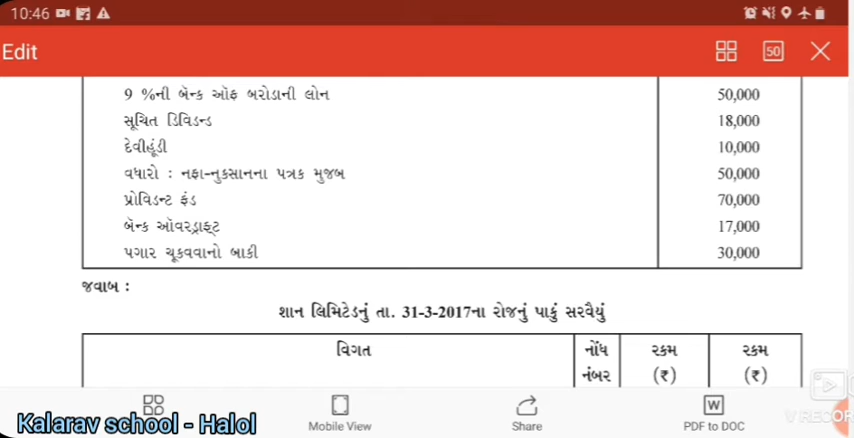 10:46
Edit
50
9 %ની બૅન્ક ઑફ બરોડાની લોન 50,000
સૂચિત ડિવિડન્ડ 18,000
દેવીહૂંડી 10,000
વધારો : નફા-નુકસાનના પત્રક મુજબ 50,000
પ્રોવિડન્ટ ફંડ 70,000
બૅન્ક ઑવરડ્રાફ્ટ 17,000
પગાર ચૂકવવાનો બાકી 30,000
જવાબ :
શાન લિમિટેડનું તા. 31-3-2017ના રોજનું પાકું સરવૈયું
વિગત નોંધ રકમ રકમ
નંબર (₹) (₹)
Mobile View Share PDF to DOC
Kalarav school - Halol